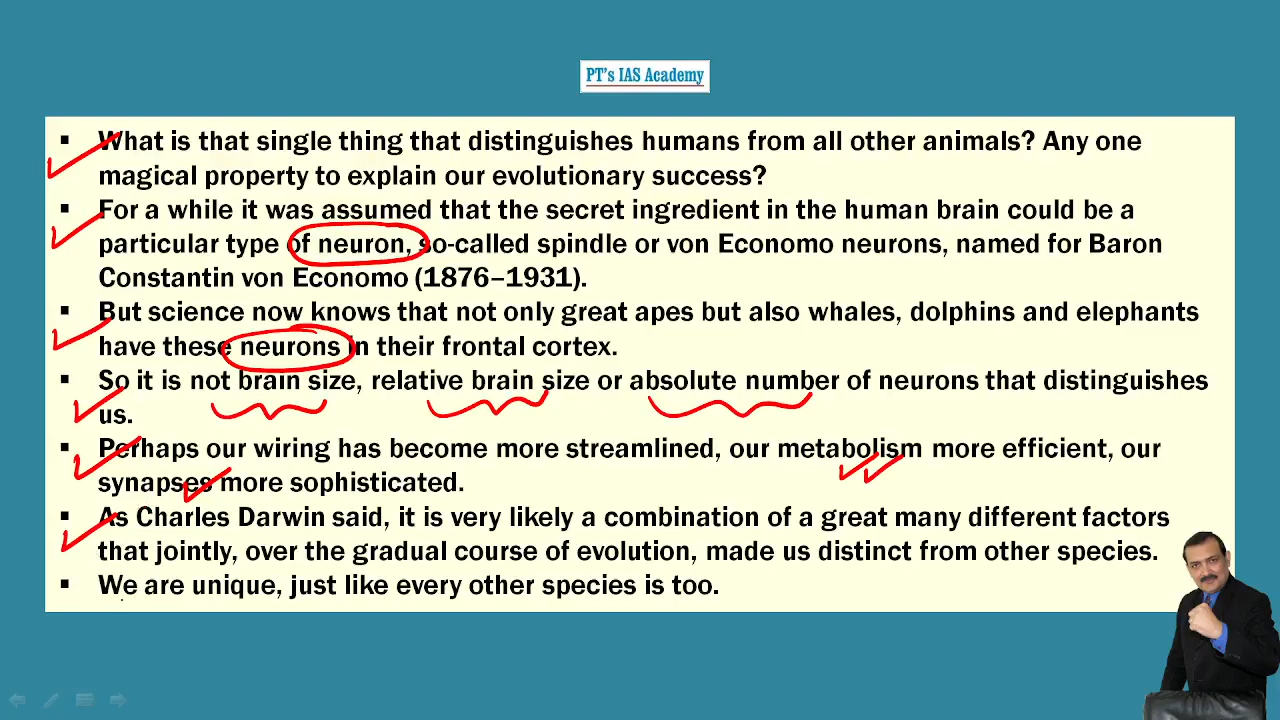 PT's IAS Academy
▪ What is that single thing that distinguishes humans from all other animals? Any one
magical property to explain our evolutionary success?
▪ For a while it was assumed that the secret ingredient in the human brain could be a
particular type of neuron, so-called spindle or von Economo neurons, named for Baron
Constantin von Economo (1876–1931).
▪ But science now knows that not only great apes but also whales, dolphins and elephants
have these neurons in their frontal cortex.
▪ So it is not brain size, relative brain size or absolute number of neurons that distinguishes
us.
▪ Perhaps our wiring has become more streamlined, our metabolism more efficient, our
synapses more sophisticated.
▪ As Charles Darwin said, it is very likely a combination of a great many different factors
that jointly, over the gradual course of evolution, made us distinct from other species.
▪ We are unique, just like every other species is too.